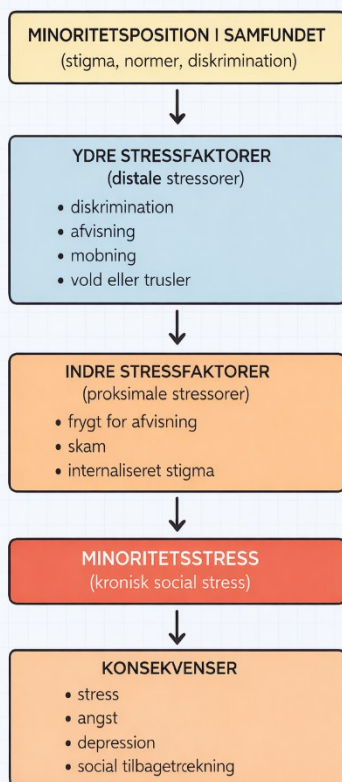 MINORITETSPOSITION I SAMFUNDET
(stigma, normer, diskrimination)
YDRE STRESSFAKTORER
(distale stressorer)
• diskrimination
• afvisning
• mobning
• vold eller trusler
INDRE STRESSFAKTORER
(proksimale stressorer)
• frygt for afvisning
• skam
• internaliseret stigma
MINORITETSSTRESS
(kronisk social stress)
KONSEKVENSER
• stress
• angst
• depression
• social tilbagetrækning